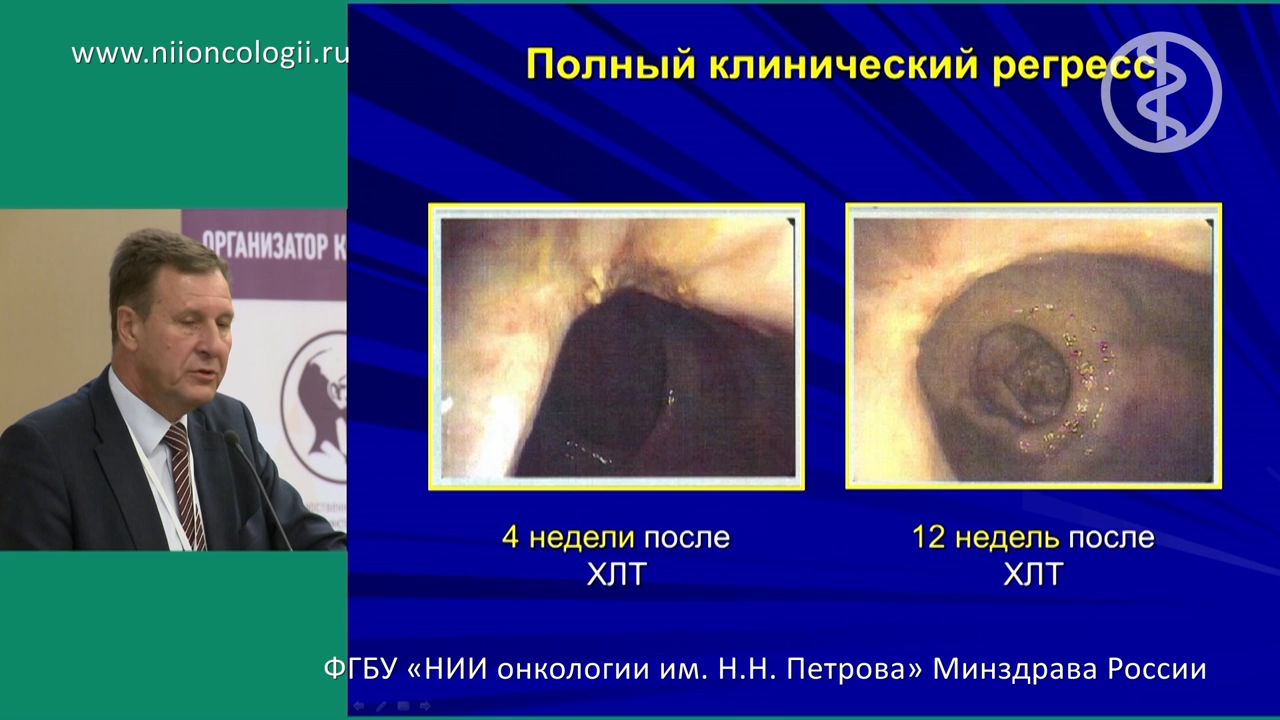 www.niioncologii.ru
Полный клинический регресс
ОРГАНИЗАТОР К
4 недели после
ХЛТ
12 недель после
ХЛТ
ФГБУ «НИИ онкологии им. Н.Н. Петрова» Минздрава России